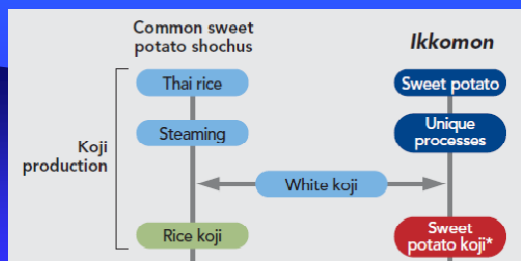 Common sweet
potato shochus
Ikkomon
Thai rice
Sweet potato
Steaming
Unique
processes
Koji
production
White koji
Rice koji
Sweet
potato koji*